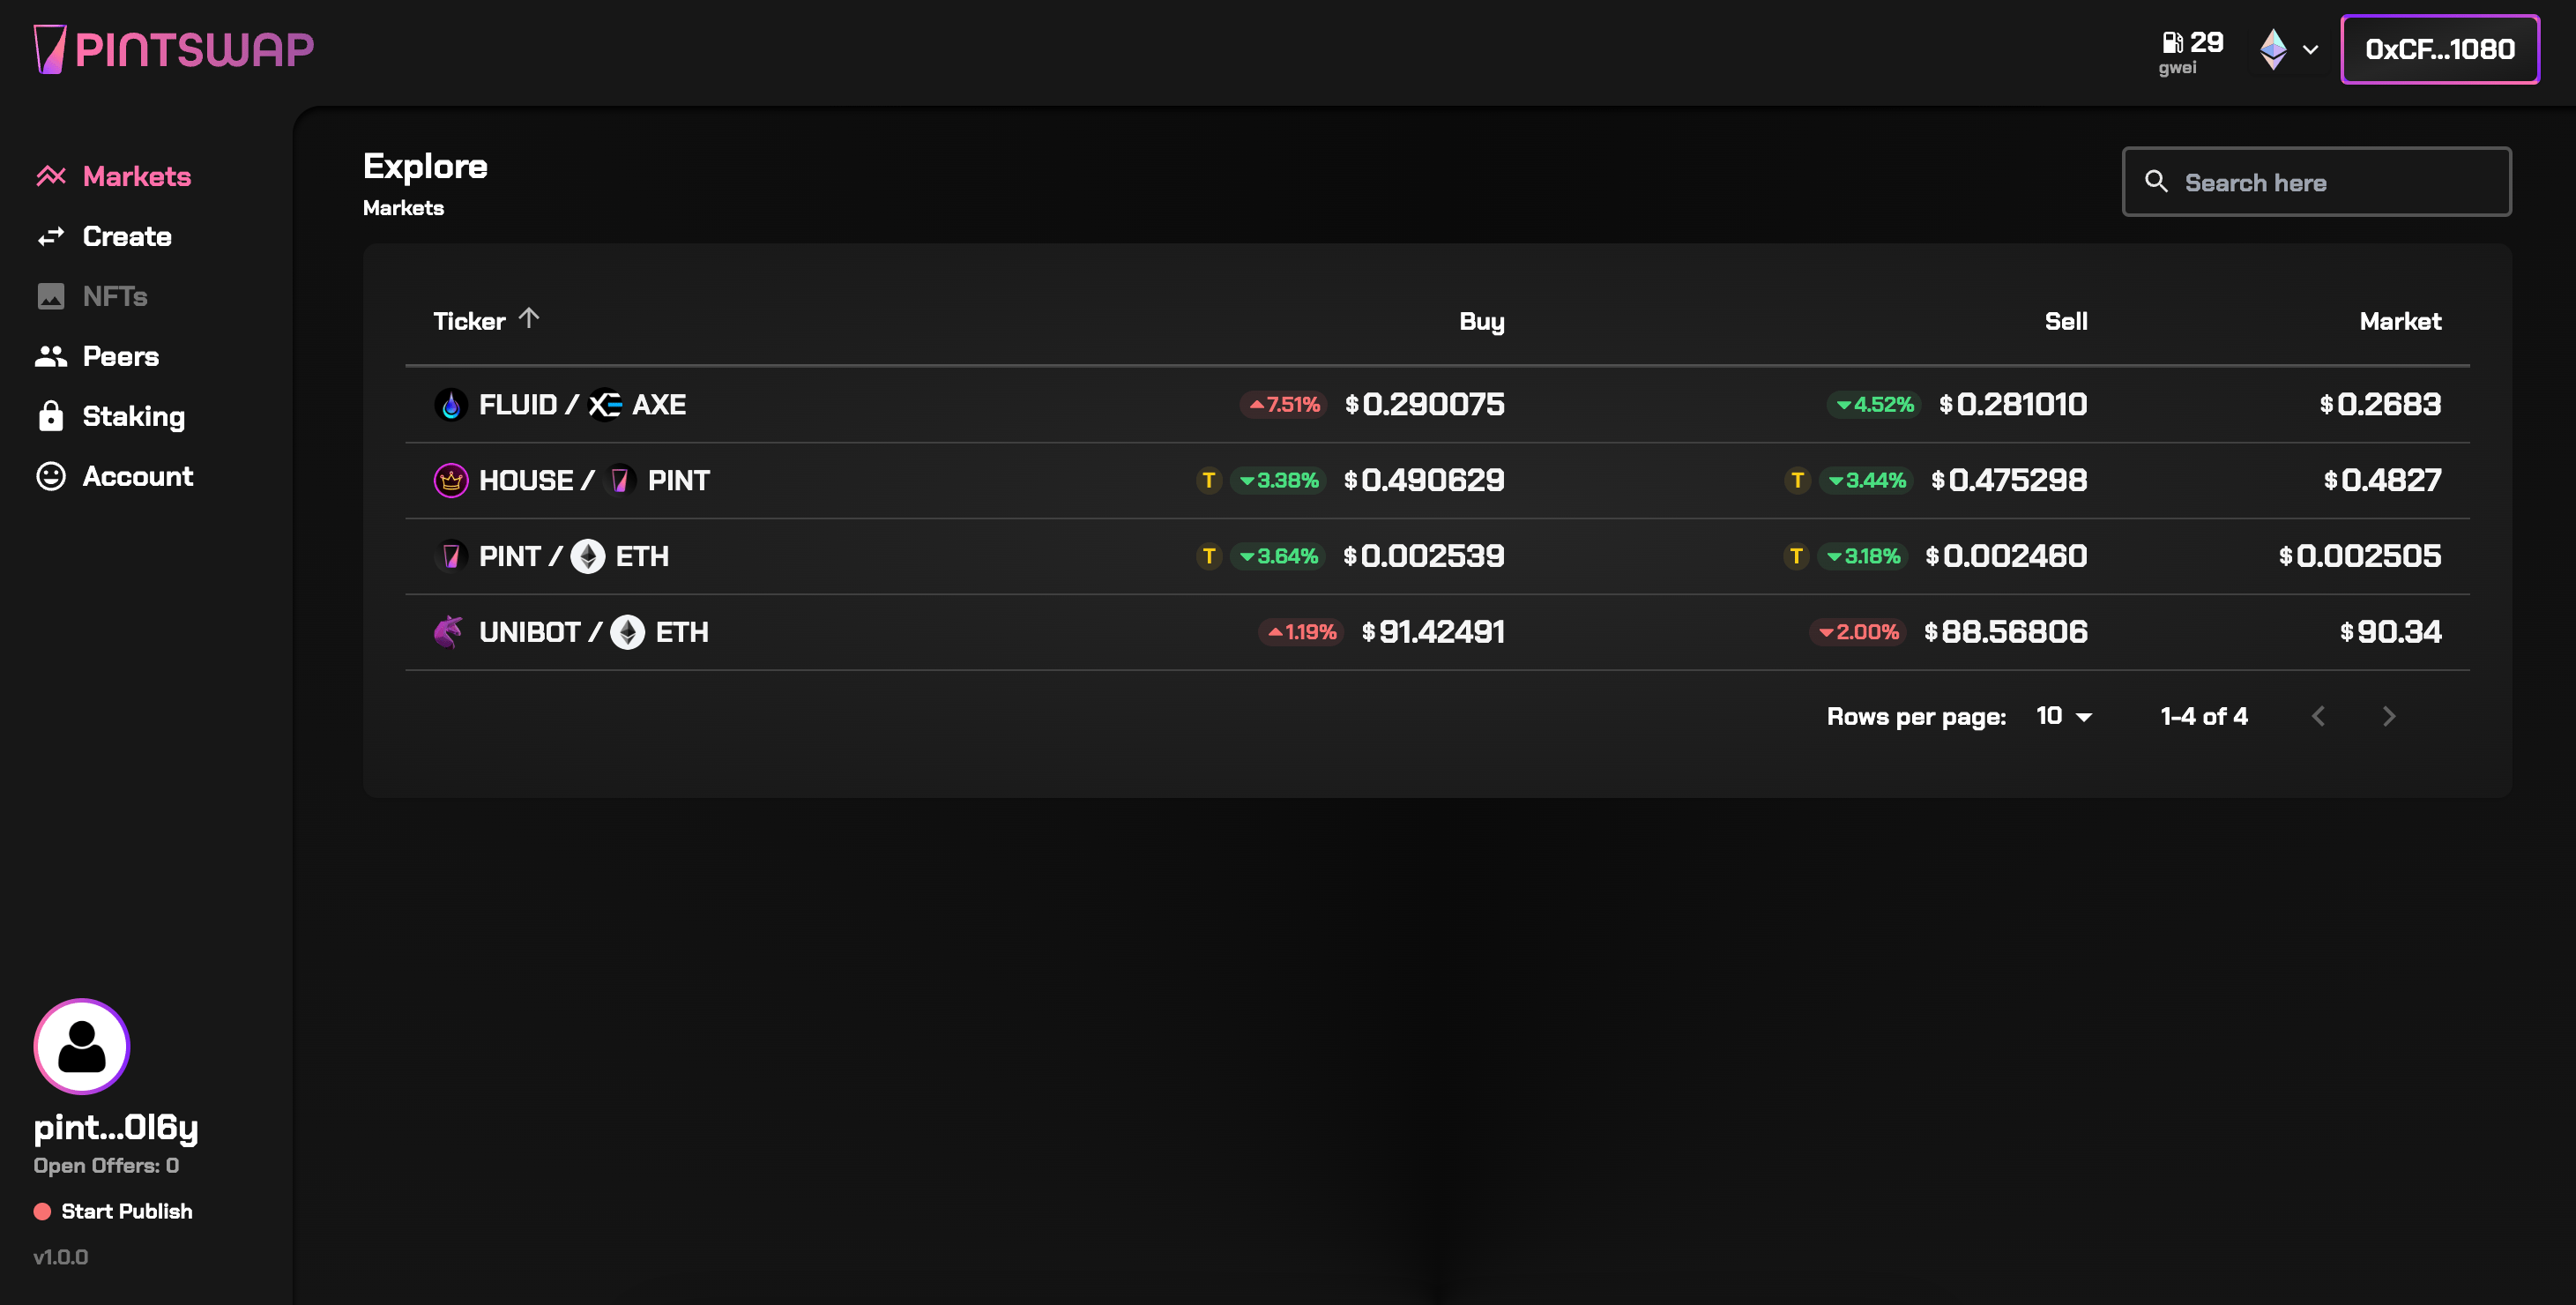 PINTSWAP
29
gwei
0xCF...1080
Markets
Create
NFTs
Peers
Staking
Account
Explore
Markets
Search here
Ticker Buy Sell Market
FLUID / AXE 7.51% $0.290075 4.52% $0.281010 $0.2683
HOUSE / PINT T 3.38% $0.490629 T 3.44% $0.475298 $0.4827
PINT / ETH T 3.64% $0.002539 T 3.18% $0.002460 $0.002505
UNIBOT / ETH 1.19% $91.42491 2.00% $88.56806 $90.34
Rows per page: 10 1-4 of 4
pint...0l6y
Open Offers: 0
Start Publish
v1.0.0